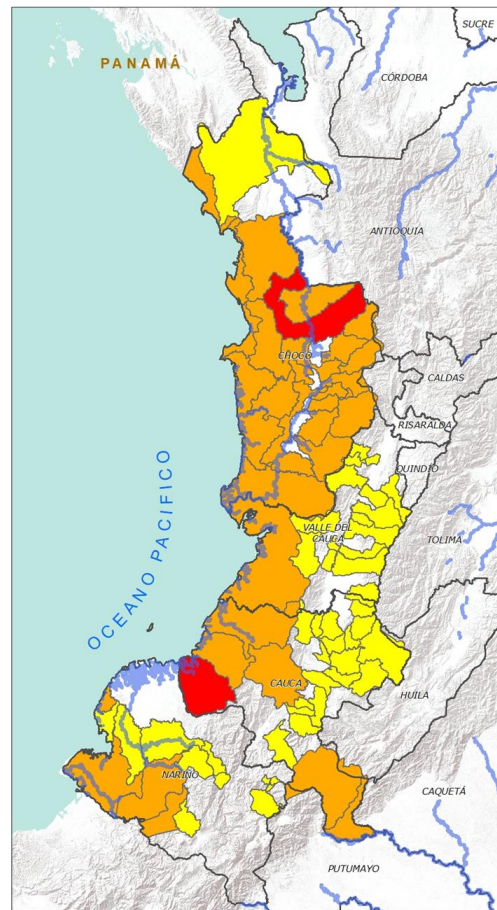 SUCRE
PANAMÁ
CÓRDOBA
ANTIOQUIA
CHOCÓ
CALDAS
RISARALDA
QUINDÍO
VALLE DEL
CAUCA
TOLIMA
OCEANO PACIFICO
CAUCA
HUILA
NARIÑO
CAQUETÁ
PUTUMAYO